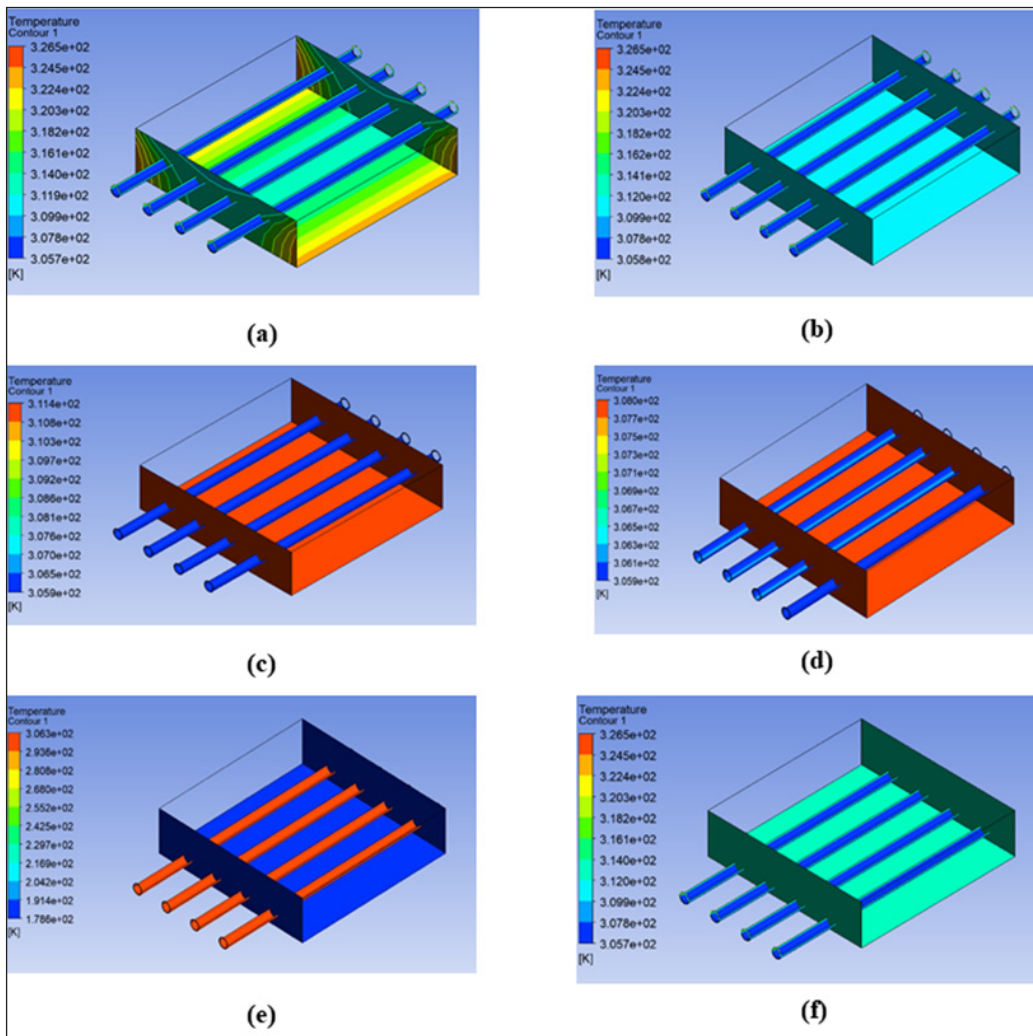 Temperature
Contour 1
3.265e+02
3.245e+02
3.224e+02
3.203e+02
3.182e+02
3.161e+02
3.140e+02
3.119e+02
3.099e+02
3.078e+02
3.057e+02
[K]
(a)
Temperature
Contour 1
3.265e+02
3.245e+02
3.224e+02
3.203e+02
3.182e+02
3.162e+02
3.141e+02
3.120e+02
3.099e+02
3.078e+02
3.058e+02
[K]
(b)
Temperature
Contour 1
3.114e+02
3.108e+02
3.103e+02
3.097e+02
3.092e+02
3.086e+02
3.081e+02
3.076e+02
3.070e+02
3.065e+02
3.059e+02
[K]
(c)
Temperature
Contour 1
3.080e+02
3.077e+02
3.075e+02
3.073e+02
3.071e+02
3.069e+02
3.067e+02
3.065e+02
3.063e+02
3.061e+02
3.059e+02
[K]
(d)
Temperature
Contour 1
3.063e+02
2.936e+02
2.808e+02
2.680e+02
2.552e+02
2.425e+02
2.297e+02
2.169e+02
2.042e+02
1.914e+02
1.786e+02
[K]
(e)
Temperature
Contour 1
3.265e+02
3.245e+02
3.224e+02
3.203e+02
3.182e+02
3.161e+02
3.140e+02
3.120e+02
3.099e+02
3.078e+02
3.057e+02
[K]
(f)